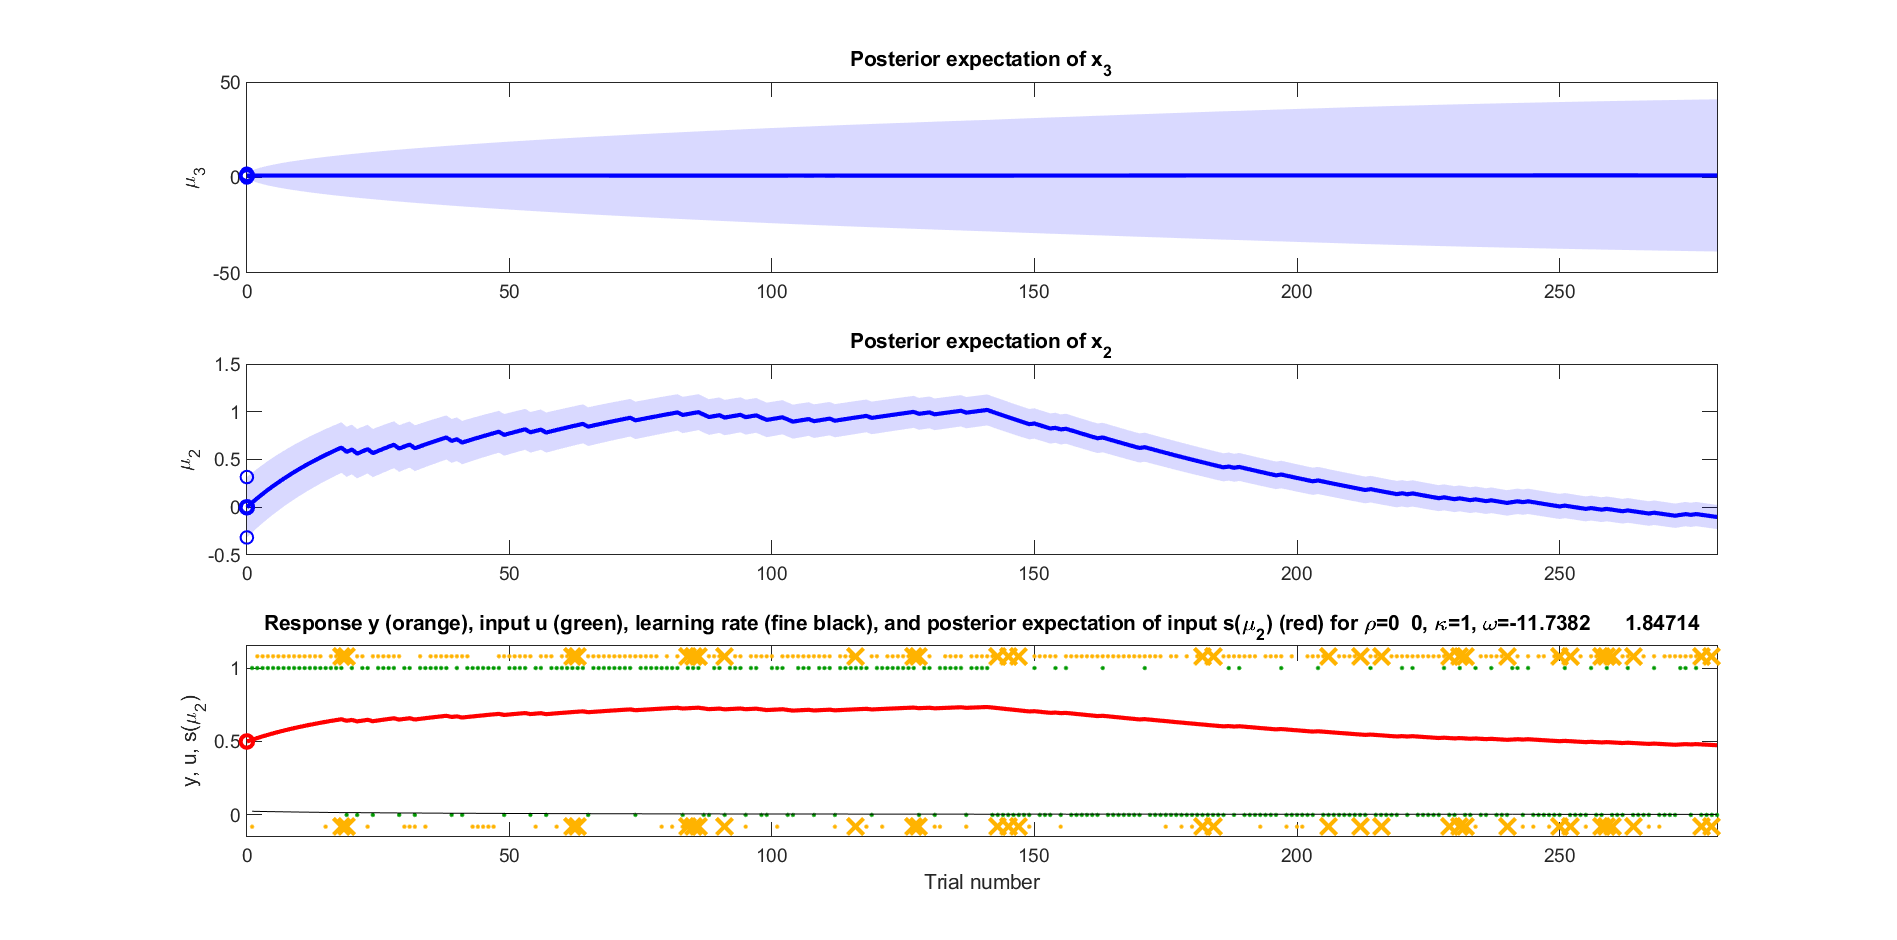 Posterior expectation of x₃
50
0
-50
μ₃
0 50 100 150 200 250
Posterior expectation of x₂
1.5
1
0.5
0
-0.5
μ₂
0 50 100 150 200 250
Response y (orange), input u (green), learning rate (fine black), and posterior expectation of input s(μ₂) (red) for ρ=0 0, κ=1, ω=-11.7382 1.84714
1
0.5
0
y, u, s(μ₂)
0 50 100 150 200 250
Trial number